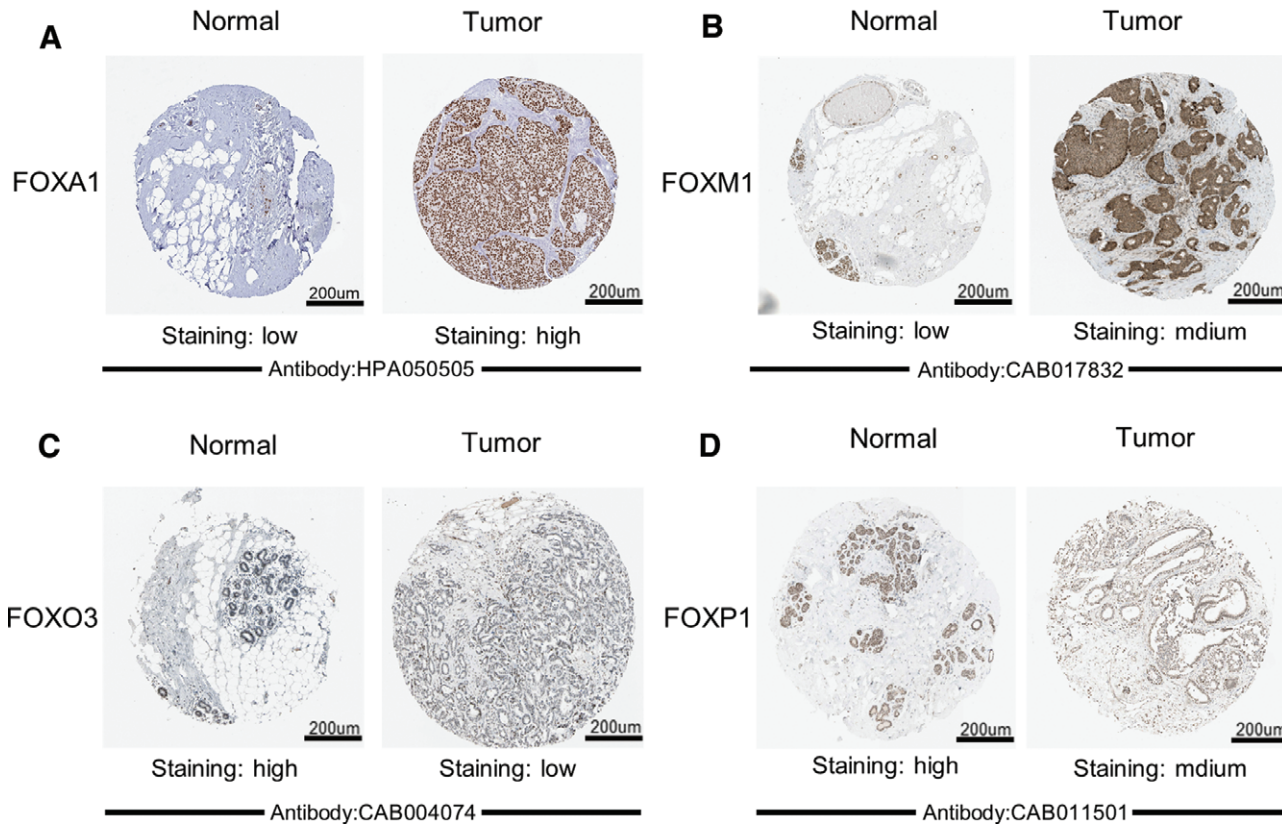 A
Normal
Tumor
FOXA1
200um
200um
Staining: low
Staining: high
Antibody:HPA050505
B
Normal
Tumor
FOXM1
200um
200um
Staining: low
Staining: mdium
Antibody:CAB017832
C
Normal
Tumor
FOXO3
200um
200um
Staining: high
Staining: low
Antibody:CAB004074
D
Normal
Tumor
FOXP1
200um
200um
Staining: high
Staining: mdium
Antibody:CAB011501